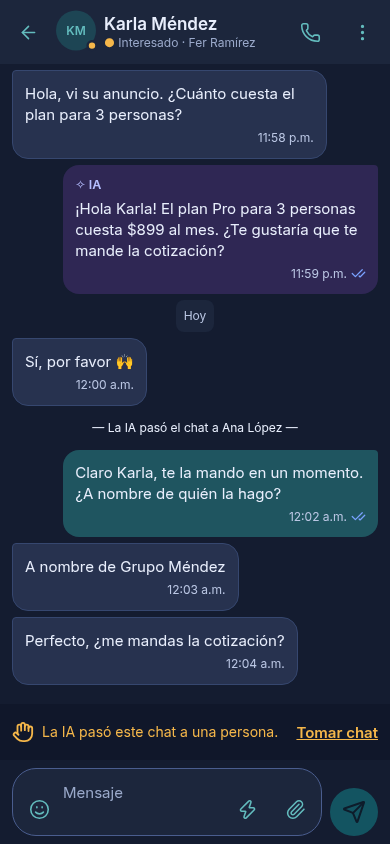 KM
Karla Méndez
Interesado · Fer Ramírez
Hola, vi su anuncio. ¿Cuánto cuesta el
plan para 3 personas?
11:58 p.m.
IA
¡Hola Karla! El plan Pro para 3 personas
cuesta $899 al mes. ¿Te gustaría que te
mande la cotización?
11:59 p.m.
Hoy
Sí, por favor 🙌
12:00 a.m.
— La IA pasó el chat a Ana López —
Claro Karla, te la mando en un momento.
¿A nombre de quién la hago?
12:02 a.m.
A nombre de Grupo Méndez
12:03 a.m.
Perfecto, ¿me mandas la cotización?
12:04 a.m.
La IA pasó este chat a una persona. Tomar chat
Mensaje